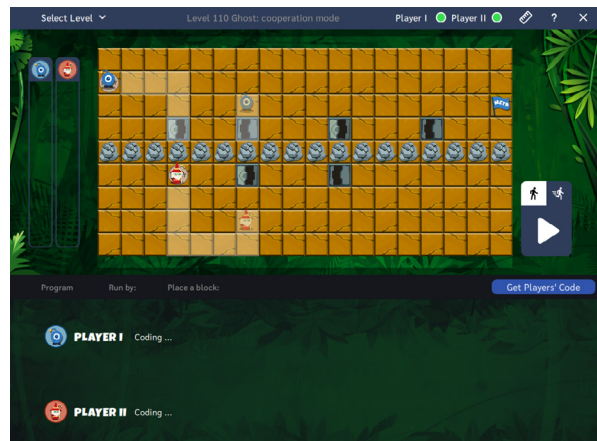 Select Level
Level 110 Ghost: cooperation mode
Player I
Player II
?
Program
Run by:
Place a block:
Get Players' Code
PLAYER I Coding ...
PLAYER II Coding ...